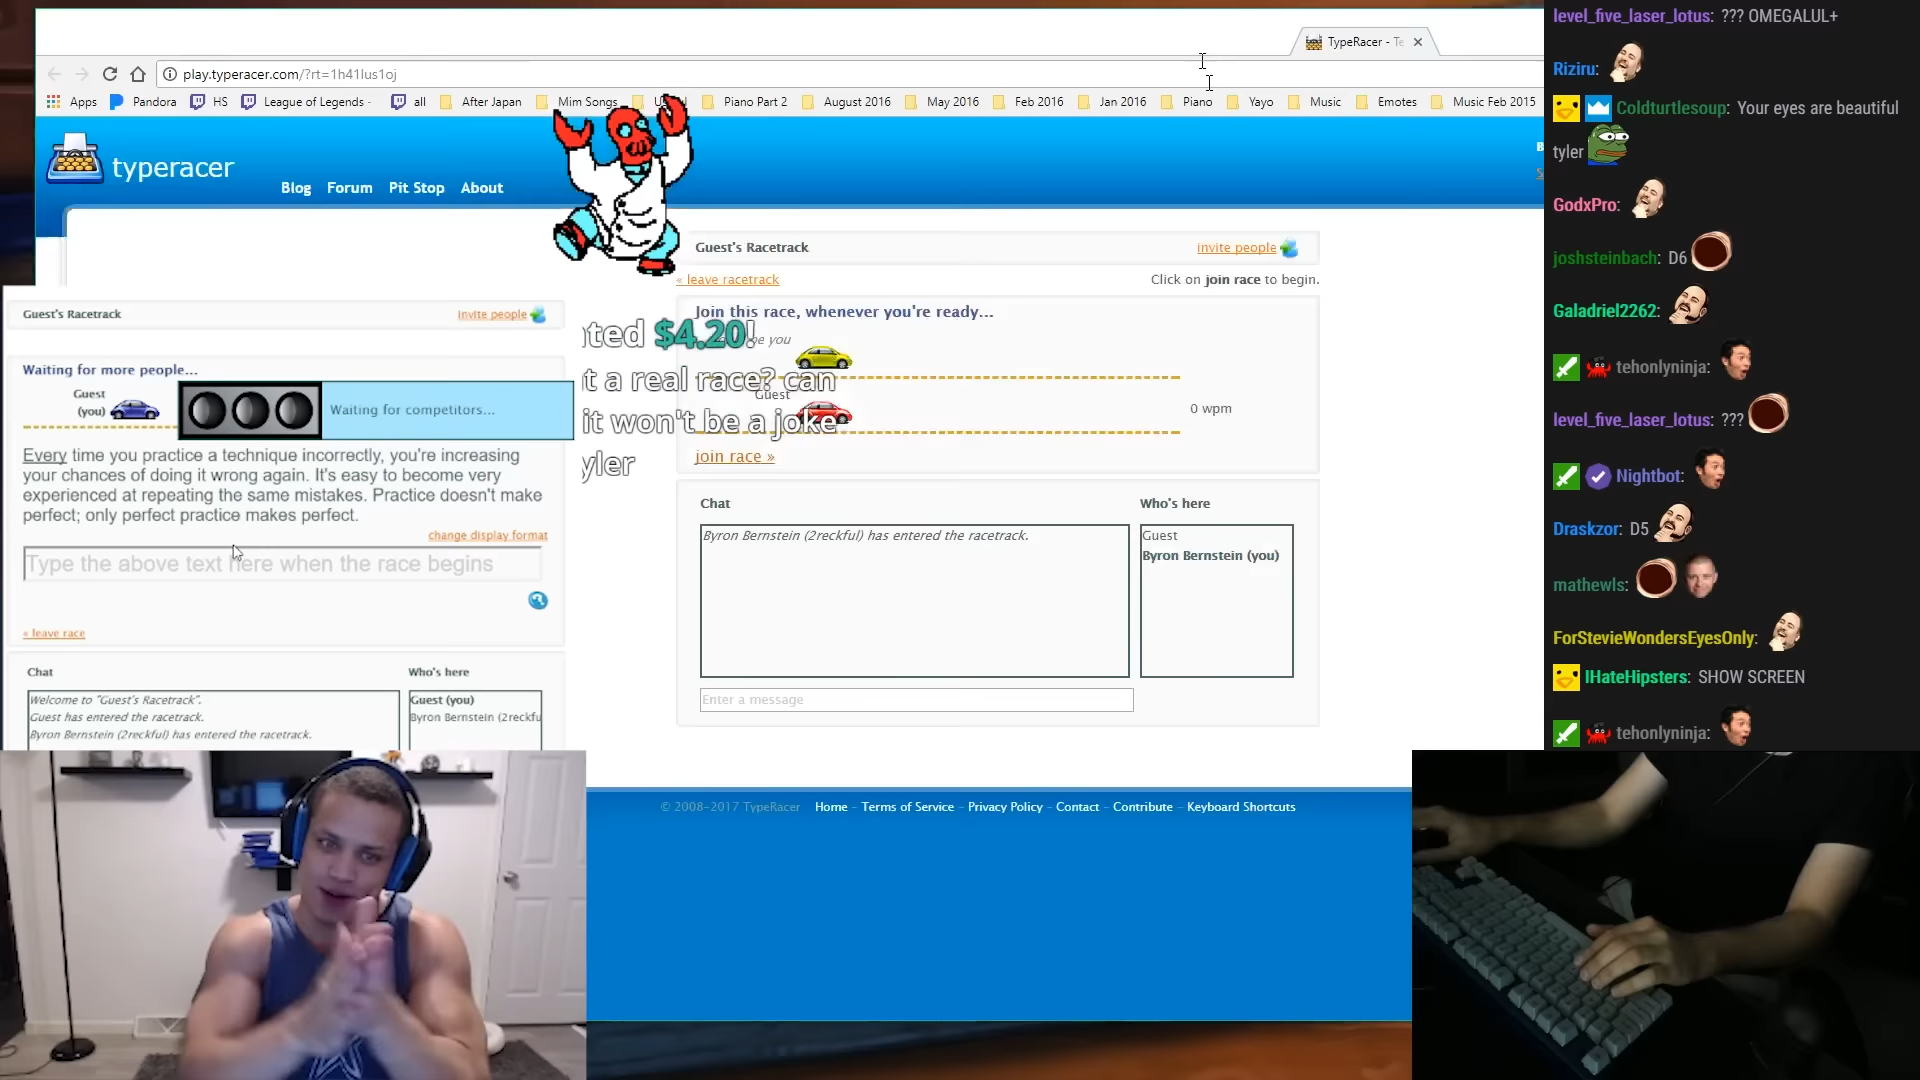 TypeRacer - Te
play.typeracer.com/?rt=1h41lus1oj
Apps Pandora HS League of Legends - all After Japan Mim Songs Piano Part 2 August 2016 May 2016 Feb 2016 Jan 2016 Piano Yayo Music Emotes Music Feb 2015
typeracer
Blog Forum Pit Stop About
Guest's Racetrack invite people
« leave racetrack Click on join race to begin.
Join this race, whenever you're ready...
you
Guest 0 wpm
join race »
$4.20!
t a real race? can
it won't be a joke
yler
Chat Who's here
Byron Bernstein (2reckful) has entered the racetrack.
Guest
Byron Bernstein (you)
Enter a message
© 2008-2017 TypeRacer Home - Terms of Service - Privacy Policy - Contact - Contribute - Keyboard Shortcuts
Guest's Racetrack invite people
Waiting for more people...
Guest
(you)
Waiting for competitors...
Every time you practice a technique incorrectly, you're increasing
your chances of doing it wrong again. It's easy to become very
experienced at repeating the same mistakes. Practice doesn't make
perfect; only perfect practice makes perfect.
change display format
Type the above text here when the race begins
« leave race
Chat Who's here
Welcome to "Guest's Racetrack".
Guest has entered the racetrack.
Byron Bernstein (2reckful) has entered the racetrack.
Guest (you)
Byron Bernstein (2reckfu
level_five_laser_lotus: ??? OMEGALUL+
Riziru:
Coldturtlesoup: Your eyes are beautiful
tyler
GodxPro:
joshsteinbach: D6
Galadriel2262:
tehonlyninja:
level_five_laser_lotus: ???
Nightbot:
Draskzor: D5
mathewls:
ForStevieWondersEyesOnly:
IHateHipsters: SHOW SCREEN
tehonlyninja: